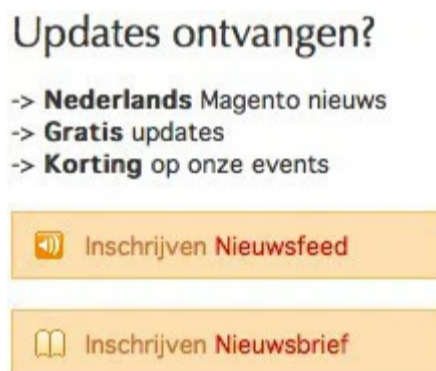 Updates ontvangen?
-> Nederlands Magento nieuws
-> Gratis updates
-> Korting op onze events
Inschrijven Nieuwsfeed
Inschrijven Nieuwsbrief